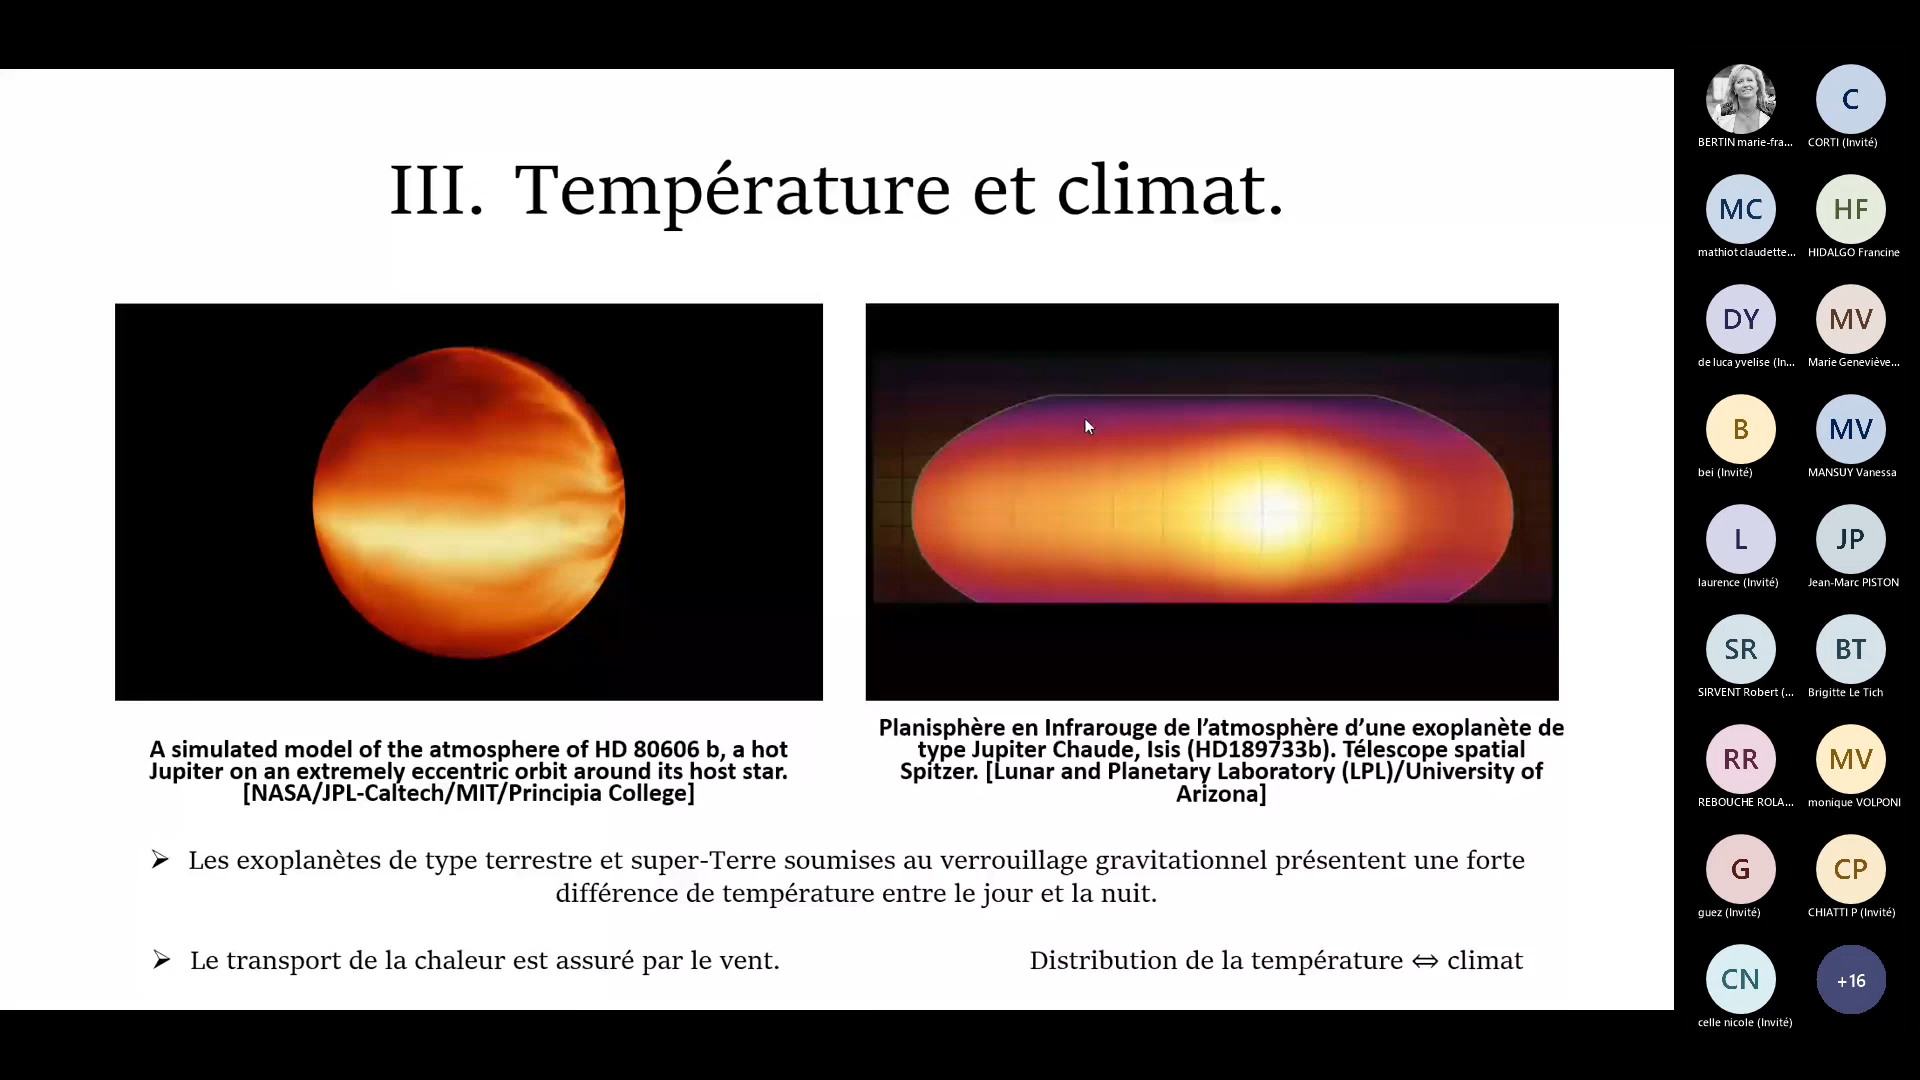 III. Température et climat.
A simulated model of the atmosphere of HD 80606 b, a hot
Jupiter on an extremely eccentric orbit around its host star.
[NASA/JPL-Caltech/MIT/Principia College]
Planisphère en Infrarouge de l’atmosphère d’une exoplanète de
type Jupiter Chaude, Isis (HD189733b). Télescope spatial
Spitzer. [Lunar and Planetary Laboratory (LPL)/University of
Arizona]
➢ Les exoplanètes de type terrestre et super-Terre soumises au verrouillage gravitationnel présentent une forte
différence de température entre le jour et la nuit.
➢ Le transport de la chaleur est assuré par le vent.
Distribution de la température ⇔ climat
BERTIN marie-fra...
C
CORTI (Invité)
MC
mathiot claudette...
HF
HIDALGO Francine
DY
de luca yvelise (In...
MV
Marie Geneviève...
B
bei (Invité)
MV
MANSUY Vanessa
L
laurence (Invité)
JP
Jean-Marc PISTON
SR
SIRVENT Robert (...
BT
Brigitte Le Tich
RR
REBOUCHE ROLA...
MV
monique VOLPONI
G
guez (Invité)
CP
CHIATTI P (Invité)
CN
celle nicole (Invité)
+16